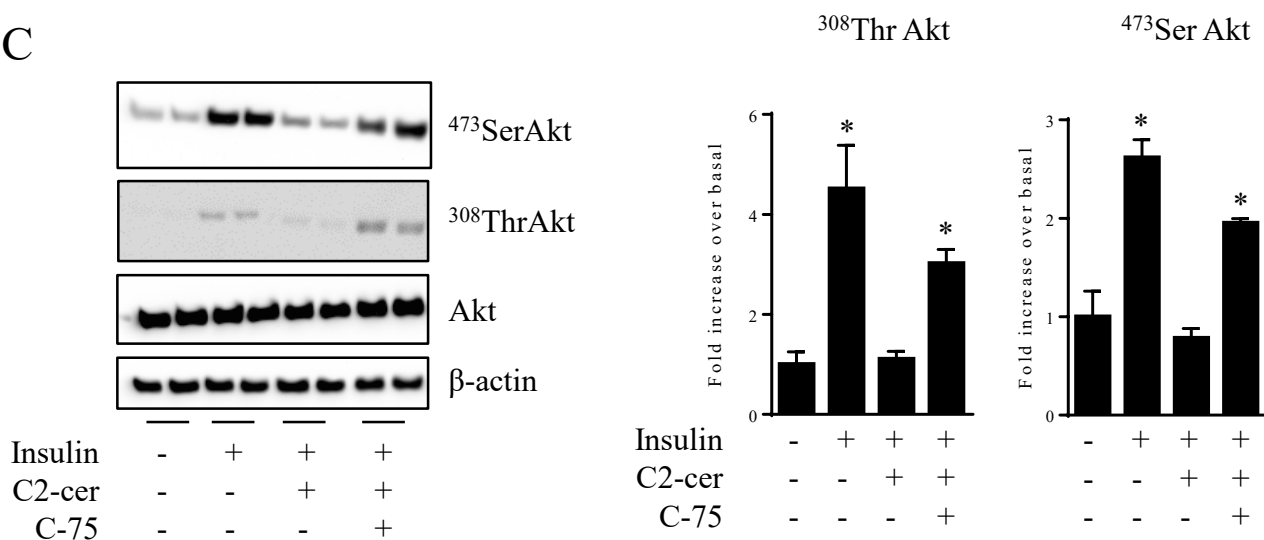 C
⁴⁷³SerAkt
³⁰⁸ThrAkt
Akt
β-actin
Insulin - + + +
C2-cer - - + +
C-75 - - - +
³⁰⁸Thr Akt
Fold increase over basal
6
4
2
0
*
*
Insulin - + + +
C2-cer - - + +
C-75 - - - +
⁴⁷³Ser Akt
Fold increase over basal
3
2
1
0
*
*
- + + +
- - + +
- - - +